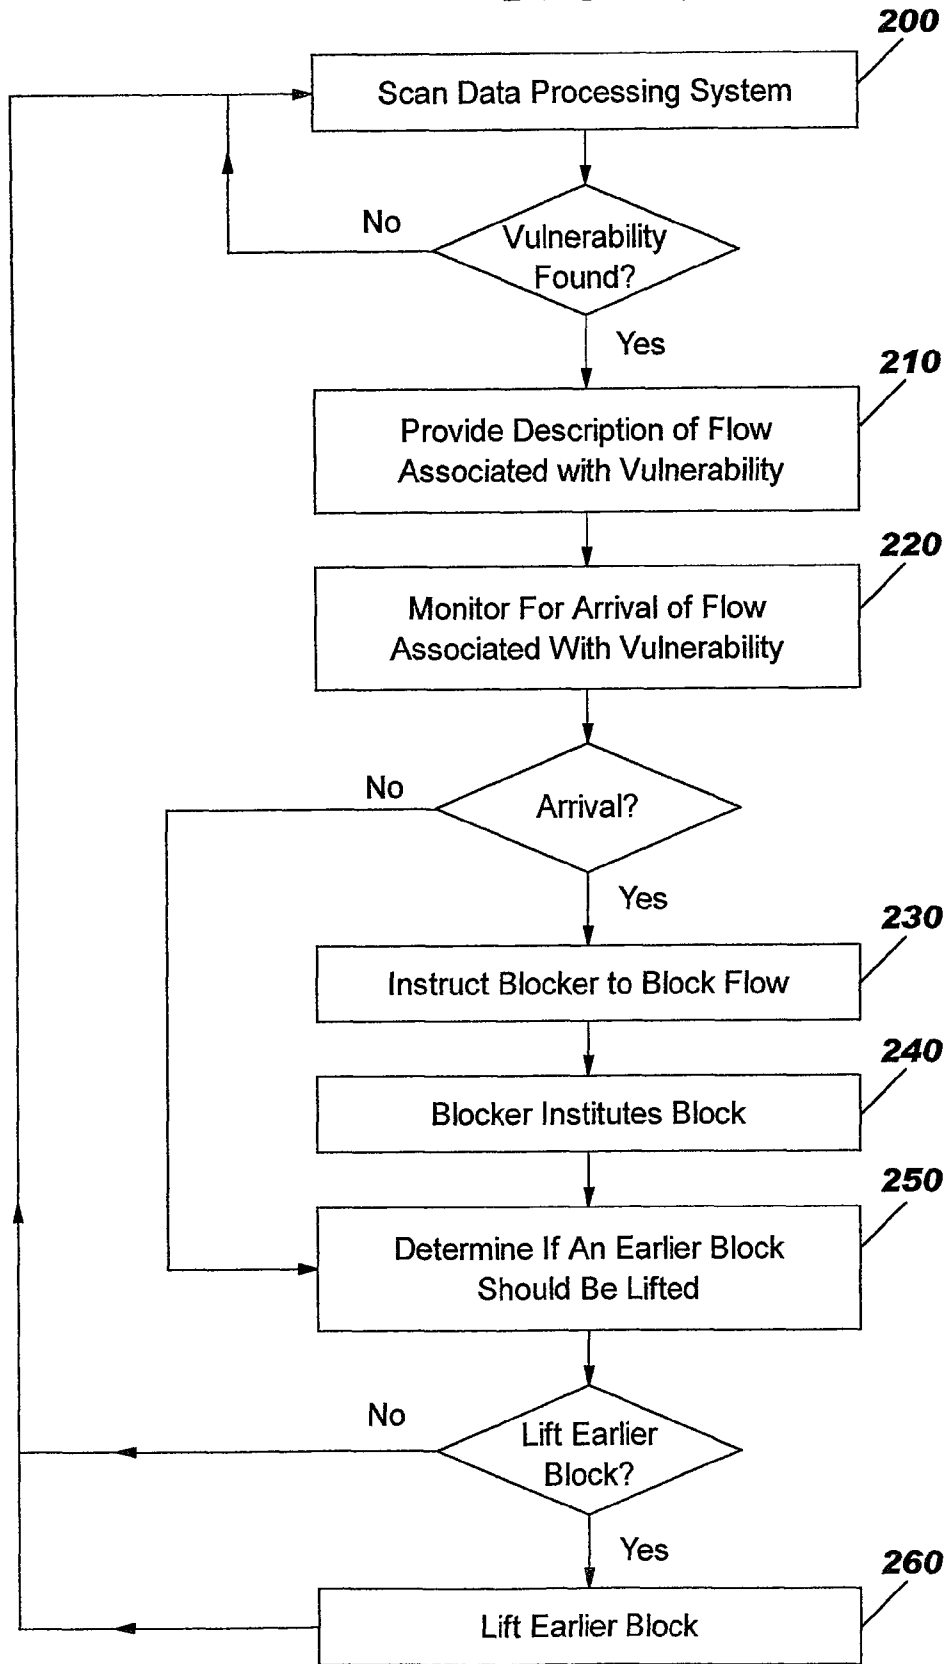 200
Scan Data Processing System
No
Vulnerability
Found?
Yes
210
Provide Description of Flow
Associated with Vulnerability
220
Monitor For Arrival of Flow
Associated With Vulnerability
No
Arrival?
Yes
230
Instruct Blocker to Block Flow
240
Blocker Institutes Block
250
Determine If An Earlier Block
Should Be Lifted
No
Lift Earlier
Block?
Yes
260
Lift Earlier Block